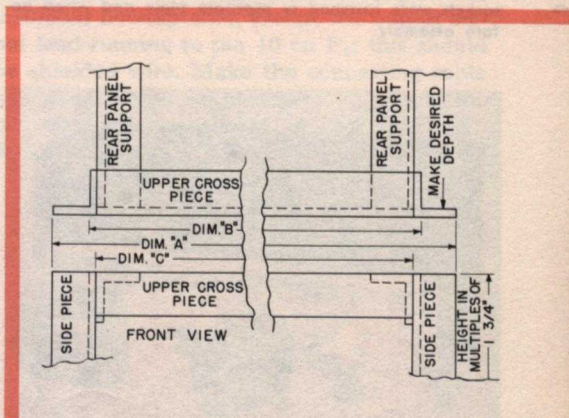 REAR PANEL
SUPPORT
REAR PANEL
SUPPORT
MAKE DESIRED
DEPTH
UPPER CROSS
PIECE
DIM. "B"
DIM. "A"
DIM. "C"
SIDE PIECE
UPPER CROSS
PIECE
SIDE PIECE
HEIGHT IN
MULTIPLES OF
1 3/4"
FRONT VIEW